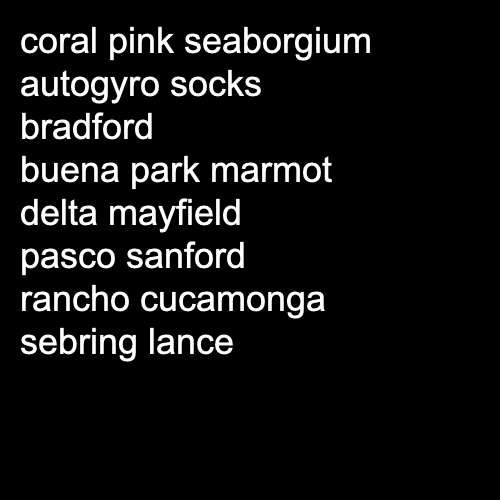 coral pink seaborgium
autogyro socks
bradford
buena park marmot
delta mayfield
pasco sanford
rancho cucamonga
sebring lance